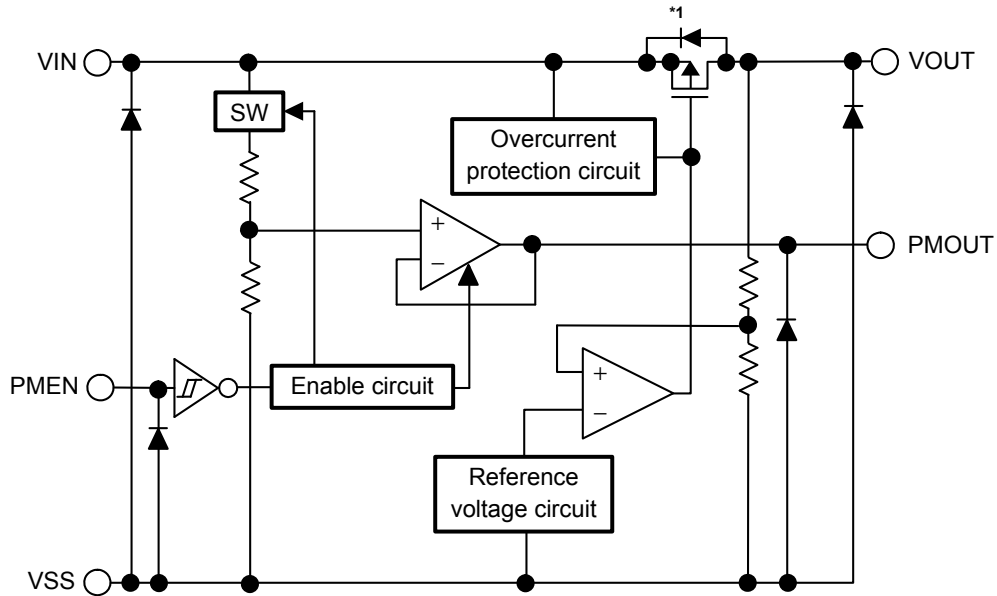 *1
VIN
VOUT
SW
Overcurrent
protection circuit
+
−
PMOUT
PMEN
Enable circuit
+
−
Reference
voltage circuit
VSS